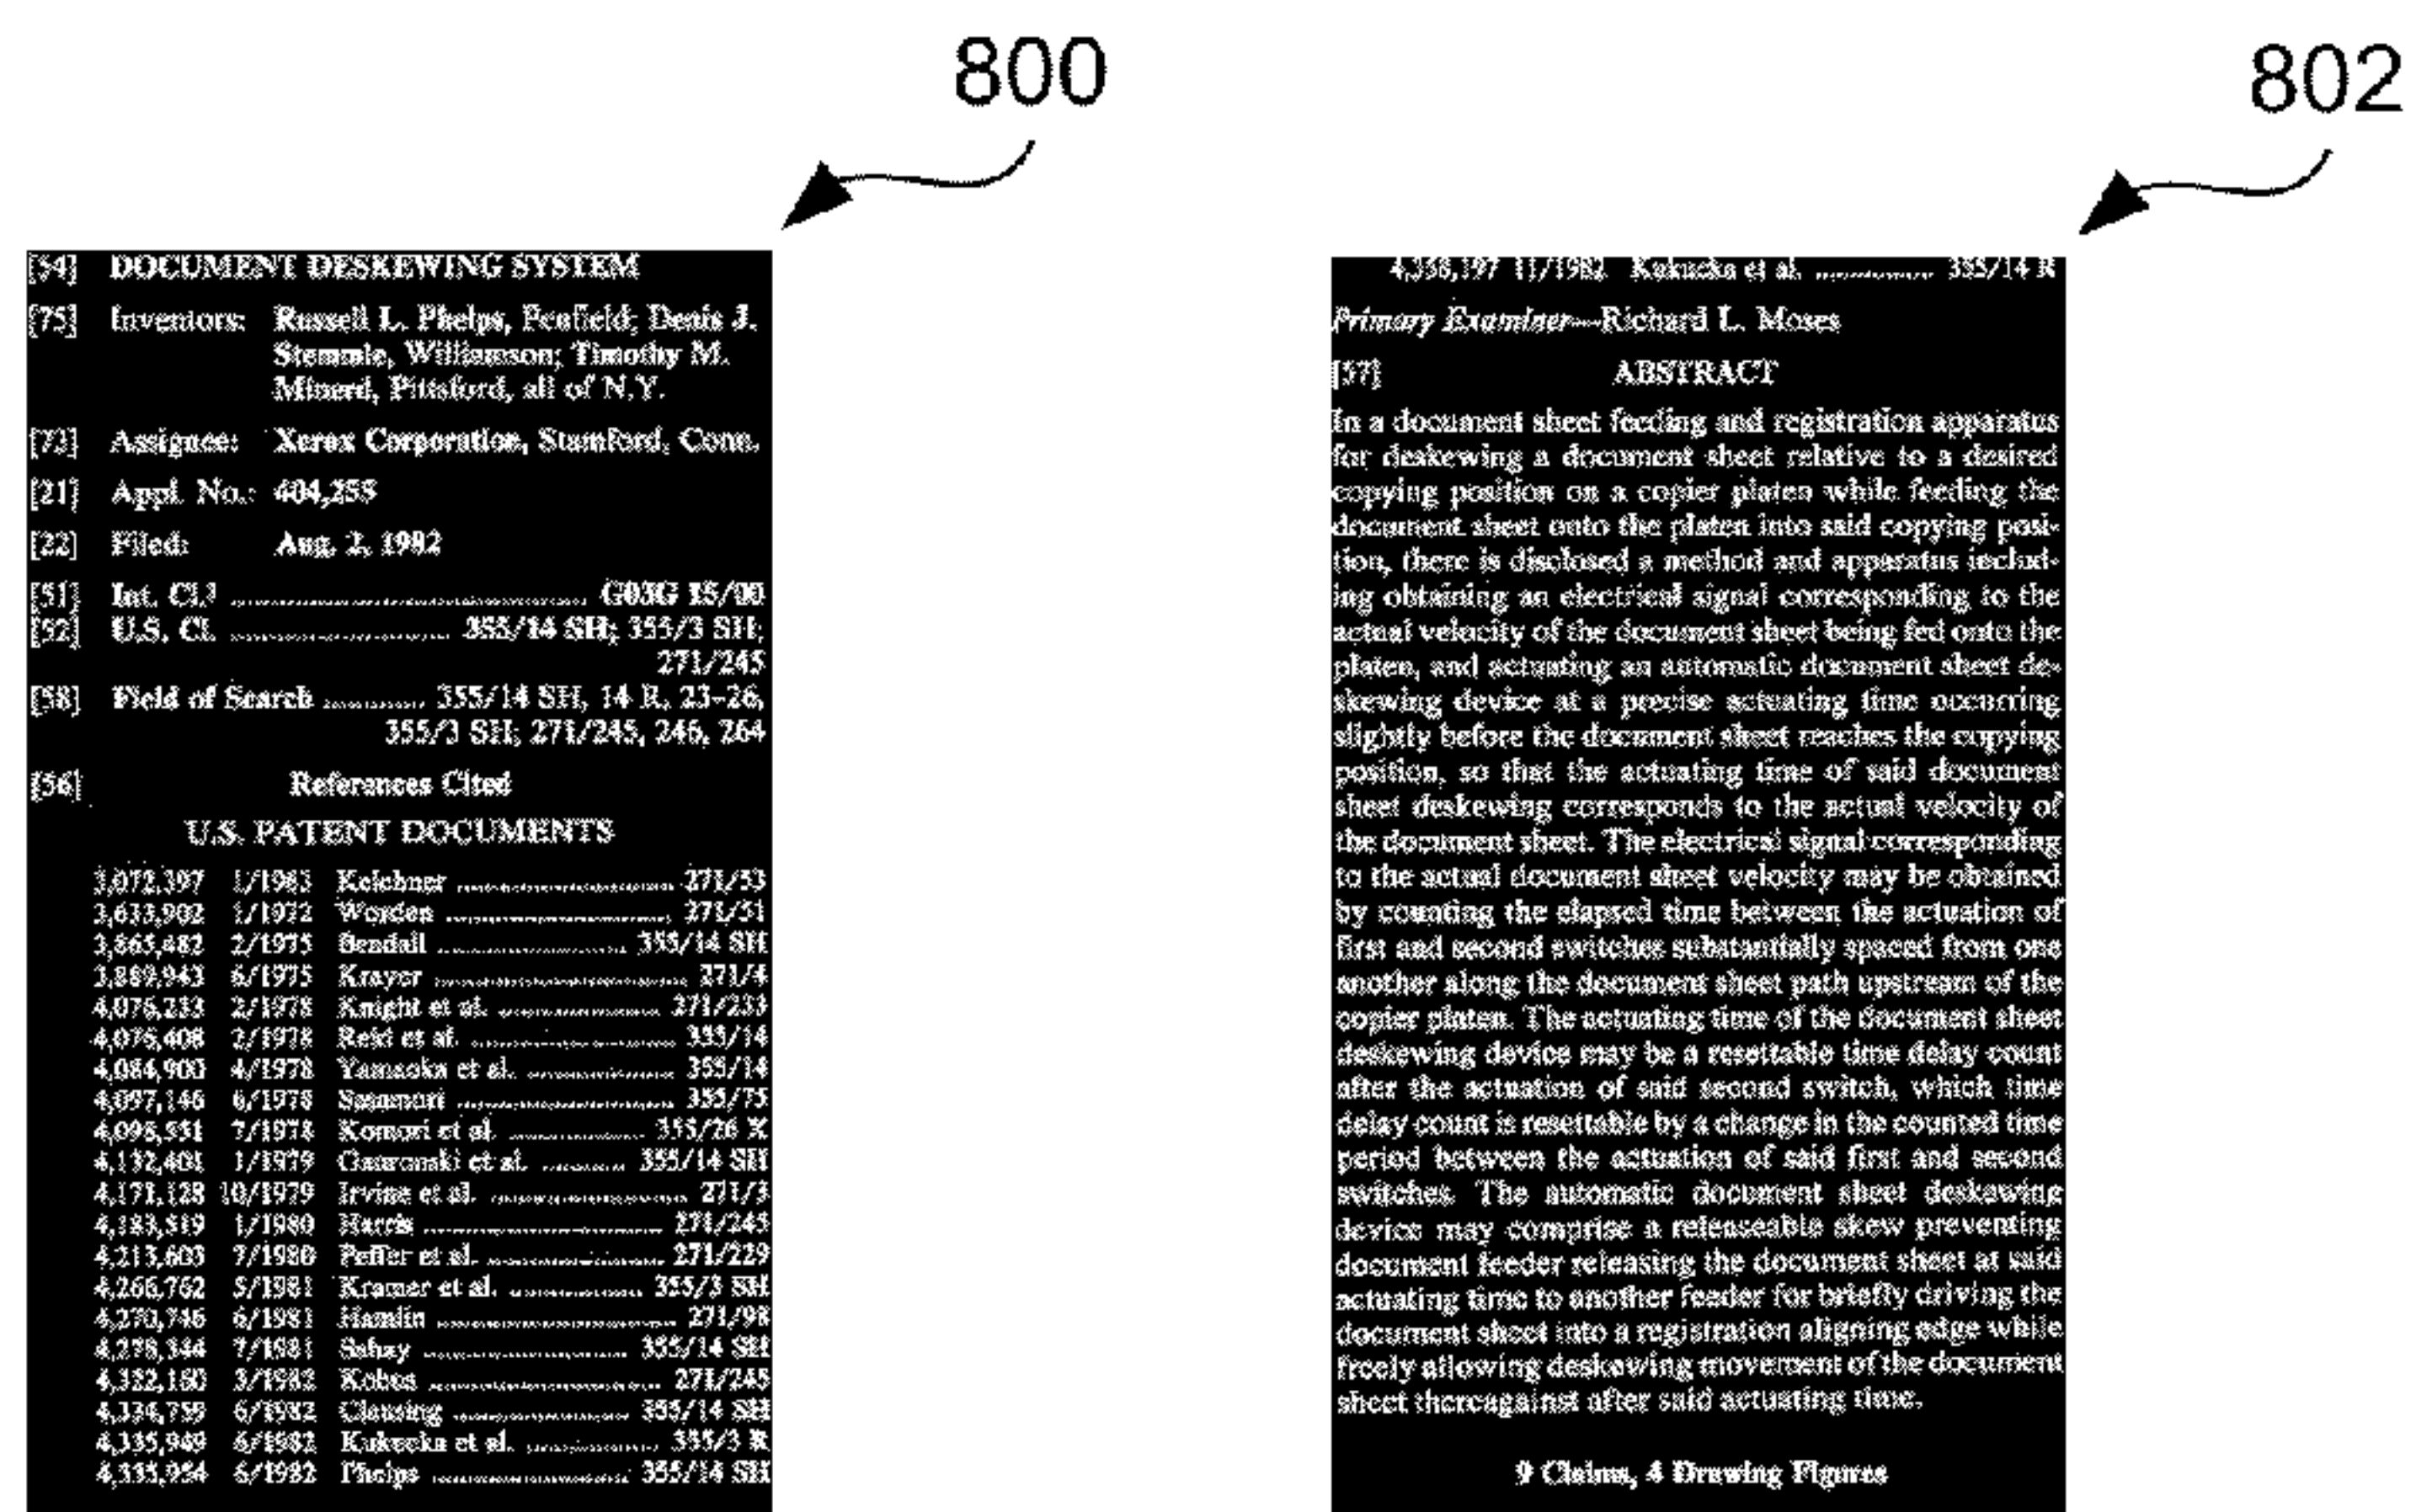 800
802
[54] DOCUMENT DESKEWING SYSTEM
[75] Inventors: Russell L. Phelps, Penfield; Denis J.
Stemmle, Williamson; Timothy M.
Minerd, Pittsford, all of N.Y.
[73] Assignee: Xerox Corporation, Stamford, Conn.
[21] Appl. No.: 404,255
[22] Filed: Aug. 2, 1982
[51] Int. Cl.³ ........ G03G 15/00
[52] U.S. Cl. ........ 355/14 SH; 355/3 SH;
271/245
[58] Field of Search ........ 355/14 SH, 14 R, 23-26,
355/3 SH; 271/245, 246, 264
[56] References Cited
U.S. PATENT DOCUMENTS
3,072,397 1/1963 Kelchner ........ 271/53
3,633,902 1/1972 Worden ........ 271/51
3,865,482 2/1975 Bendall ........ 355/14 SH
3,889,943 6/1975 Krayer ........ 271/4
4,076,233 2/1978 Knight et al. ........ 271/233
4,076,408 2/1978 Reid et al. ........ 355/14
4,084,900 4/1978 Yamaoka et al. ........ 355/14
4,097,146 6/1978 ........ 355/75
7/1978 Komori et al. ........ 355/26 X
4,132,401 1/1979 Gawronski et al. ........ 355/14 SH
4,171,128 10/1979 Irvine et al. ........ 271/3
4,183,519 1/1980 Harris ........ 271/245
4,213,603 7/1980 Peffer et al. ........ 271/229
4,266,762 5/1981 Kramer et al. ........ 355/3 SH
4,270,746 6/1981 Hamlin ........ 271/98
4,278,344 7/1981 Sahay ........ 355/14 SH
3/1982 Kobus ........ 271/245
4,334,759 6/1982 Clausing ........ 355/14 SH
4,335,949 6/1982 Kukucka et al. ........ 355/3 R
4,335,954 6/1982 Phelps ........ 355/14 SH
11/1982 Kukucka et al. ........ 355/14 R
Primary Examiner—Richard L. Moses
[57] ABSTRACT
In a document sheet feeding and registration apparatus
for deskewing a document sheet relative to a desired
copying position on a copier platen while feeding the
document sheet onto the platen into said copying posi-
tion, there is disclosed a method and apparatus includ-
ing obtaining an electrical signal corresponding to the
actual velocity of the document sheet being fed onto the
platen, and actuating an automatic document sheet de-
skewing device at a precise actuating time occurring
slightly before the document sheet reaches the copying
position, so that the actuating time of said document
sheet deskewing corresponds to the actual velocity of
the document sheet. The electrical signal corresponding
to the actual document sheet velocity may be obtained
by counting the elapsed time between the actuation of
first and second switches substantially spaced from one
another along the document sheet path upstream of the
copier platen. The actuating time of the document sheet
deskewing device may be a resettable time delay count
after the actuation of said second switch, which time
delay count is resettable by a change in the counted time
period between the actuation of said first and second
switches. The automatic document sheet deskewing
device may comprise a releaseable skew preventing
document feeder releasing the document sheet at said
actuating time to another feeder for briefly driving the
document sheet into a registration aligning edge while
freely allowing deskewing movement of the document
sheet thereagainst after said actuating time.
9 Claims, 4 Drawing Figures